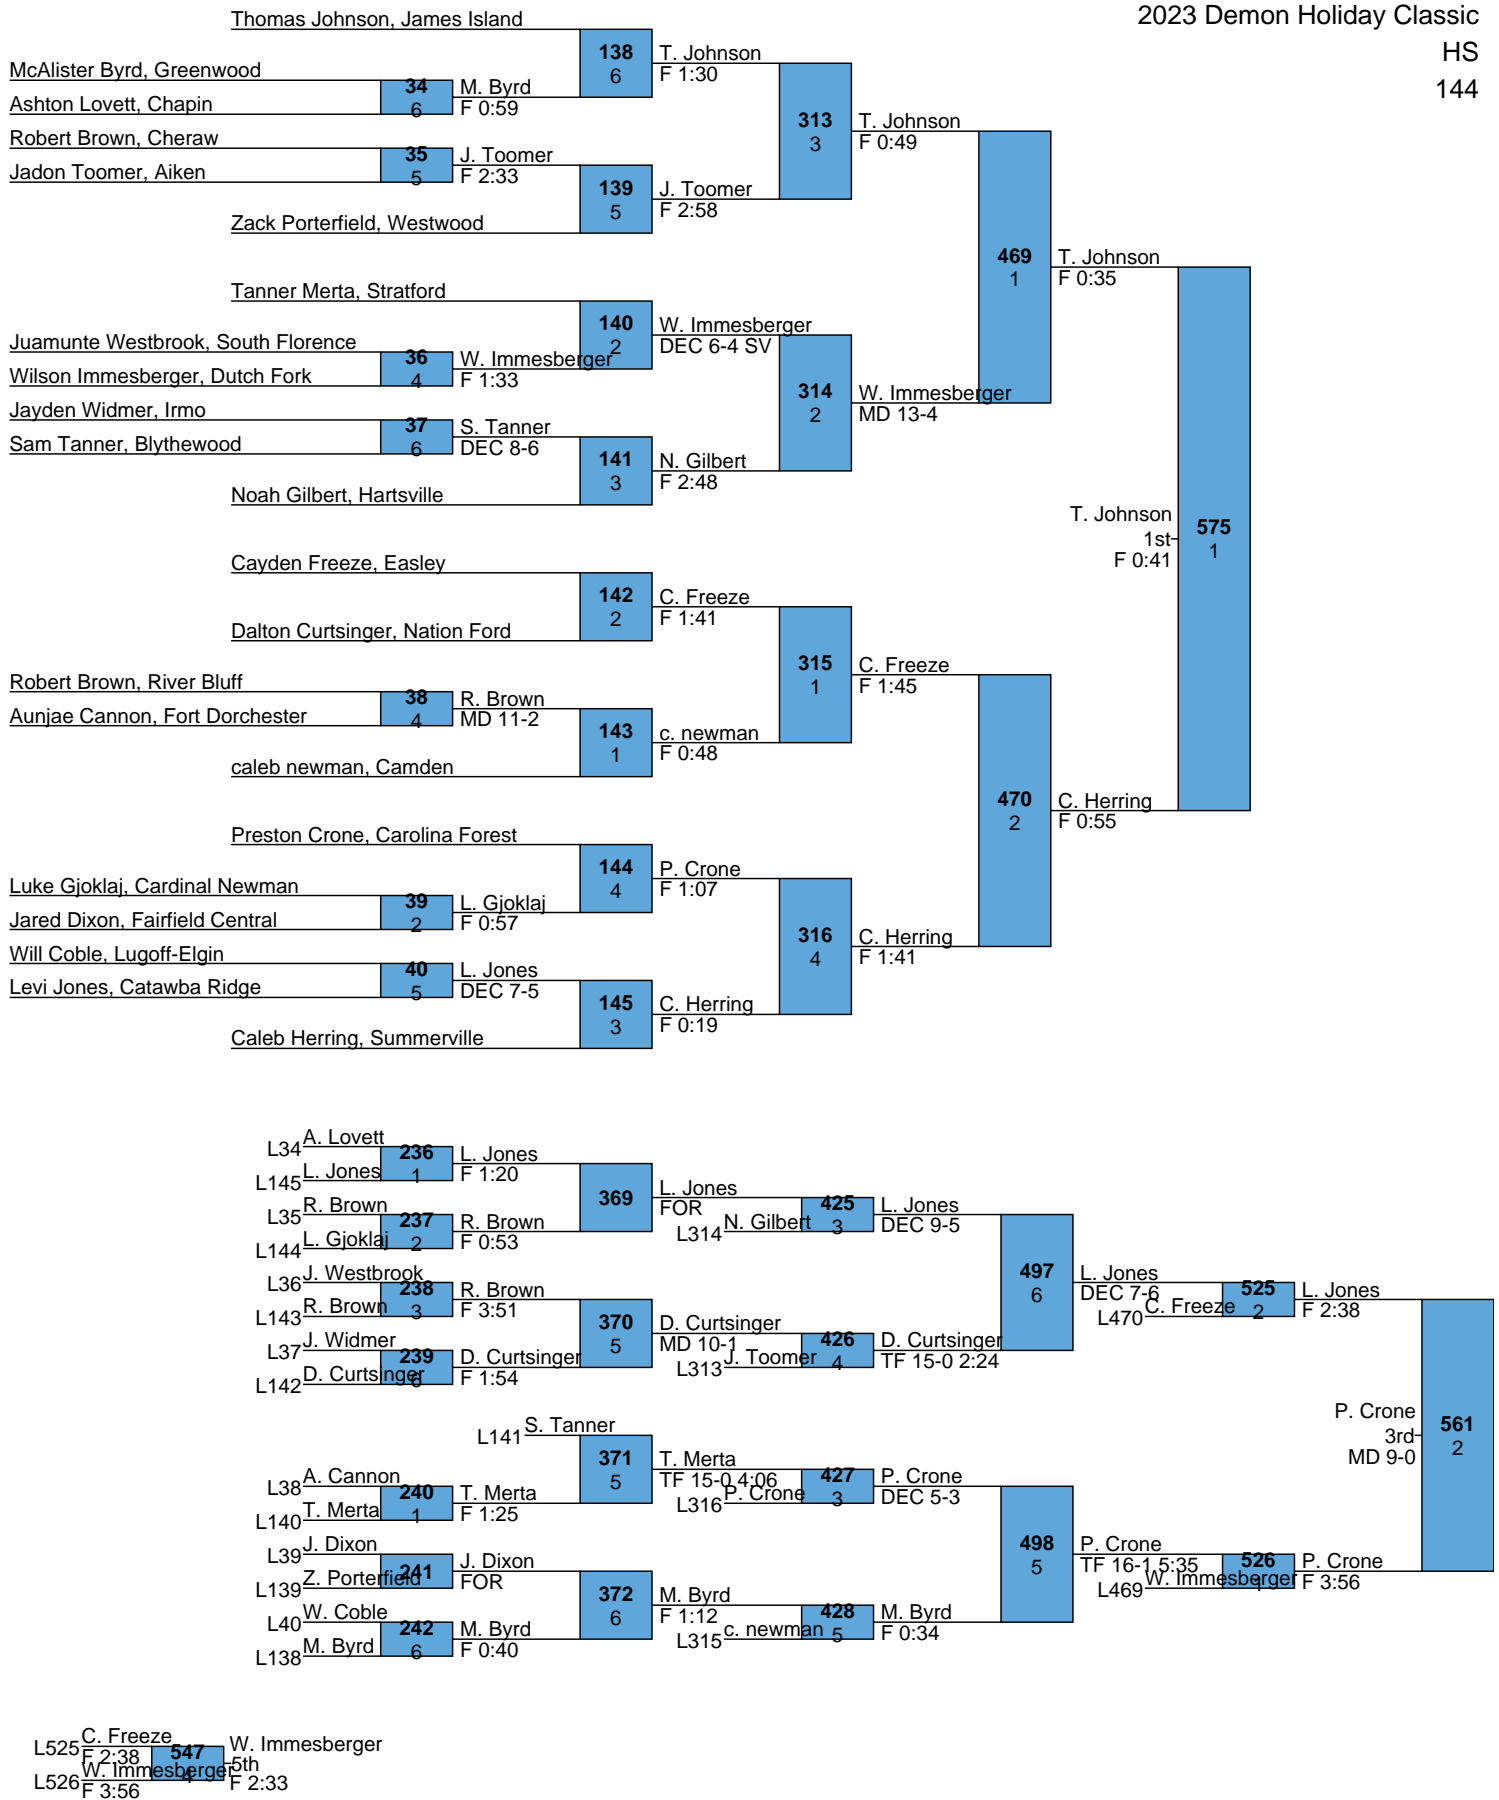 2023 Demon Holiday Classic
HS
144
Thomas Johnson, James Island
138
6
T. Johnson
F 1:30
McAlister Byrd, Greenwood
34
6
M. Byrd
F 0:59
Ashton Lovett, Chapin
313
3
T. Johnson
F 0:49
Robert Brown, Cheraw
35
5
J. Toomer
F 2:33
Jadon Toomer, Aiken
139
5
J. Toomer
F 2:58
Zack Porterfield, Westwood
469
1
T. Johnson
F 0:35
Tanner Merta, Stratford
140
2
W. Immesberger
DEC 6-4 SV
Juamunte Westbrook, South Florence
36
4
W. Immesberger
F 1:33
Wilson Immesberger, Dutch Fork
314
2
W. Immesberger
MD 13-4
Jayden Widmer, Irmo
37
6
S. Tanner
DEC 8-6
Sam Tanner, Blythewood
141
3
N. Gilbert
F 2:48
Noah Gilbert, Hartsville
T. Johnson
1st
F 0:41
575
1
Cayden Freeze, Easley
142
2
C. Freeze
F 1:41
Dalton Curtsinger, Nation Ford
315
1
C. Freeze
F 1:45
Robert Brown, River Bluff
38
4
R. Brown
MD 11-2
Aunjae Cannon, Fort Dorchester
143
1
c. newman
F 0:48
caleb newman, Camden
470
2
C. Herring
F 0:55
Preston Crone, Carolina Forest
144
4
P. Crone
F 1:07
Luke Gjoklaj, Cardinal Newman
39
2
L. Gjoklaj
F 0:57
Jared Dixon, Fairfield Central
316
4
C. Herring
F 1:41
Will Coble, Lugoff-Elgin
40
5
L. Jones
DEC 7-5
Levi Jones, Catawba Ridge
145
3
C. Herring
F 0:19
Caleb Herring, Summerville
L34
A. Lovett
236
1
L. Jones
F 1:20
L145
L. Jones
369
L. Jones
FOR
L35
R. Brown
237
2
R. Brown
F 0:53
L144
L. Gjoklaj
L314
N. Gilbert
425
3
L. Jones
DEC 9-5
L36
J. Westbrook
238
3
R. Brown
F 3:51
L143
R. Brown
370
5
D. Curtsinger
MD 10-1
L37
J. Widmer
239
6
D. Curtsinger
F 1:54
L142
D. Curtsinger
L313
J. Toomer
426
4
D. Curtsinger
TF 15-0 2:24
497
6
L. Jones
DEC 7-6
L470
C. Freeze
525
2
L. Jones
F 2:38
L141
S. Tanner
371
5
T. Merta
TF 15-0 4:06
L38
A. Cannon
240
1
T. Merta
F 1:25
L140
T. Merta
L316
P. Crone
427
3
P. Crone
DEC 5-3
L39
J. Dixon
241
J. Dixon
FOR
L139
Z. Porterfield
372
6
M. Byrd
F 1:12
L40
W. Coble
242
6
M. Byrd
F 0:40
L138
M. Byrd
L315
c. newman
428
5
M. Byrd
F 0:34
498
5
P. Crone
TF 16-1 5:35
L469
W. Immesberger
526
1
P. Crone
F 3:56
P. Crone
3rd
MD 9-0
561
2
L525
C. Freeze
F 2:38
547
4
W. Immesberger
5th
F 2:33
L526
W. Immesberger
F 3:56